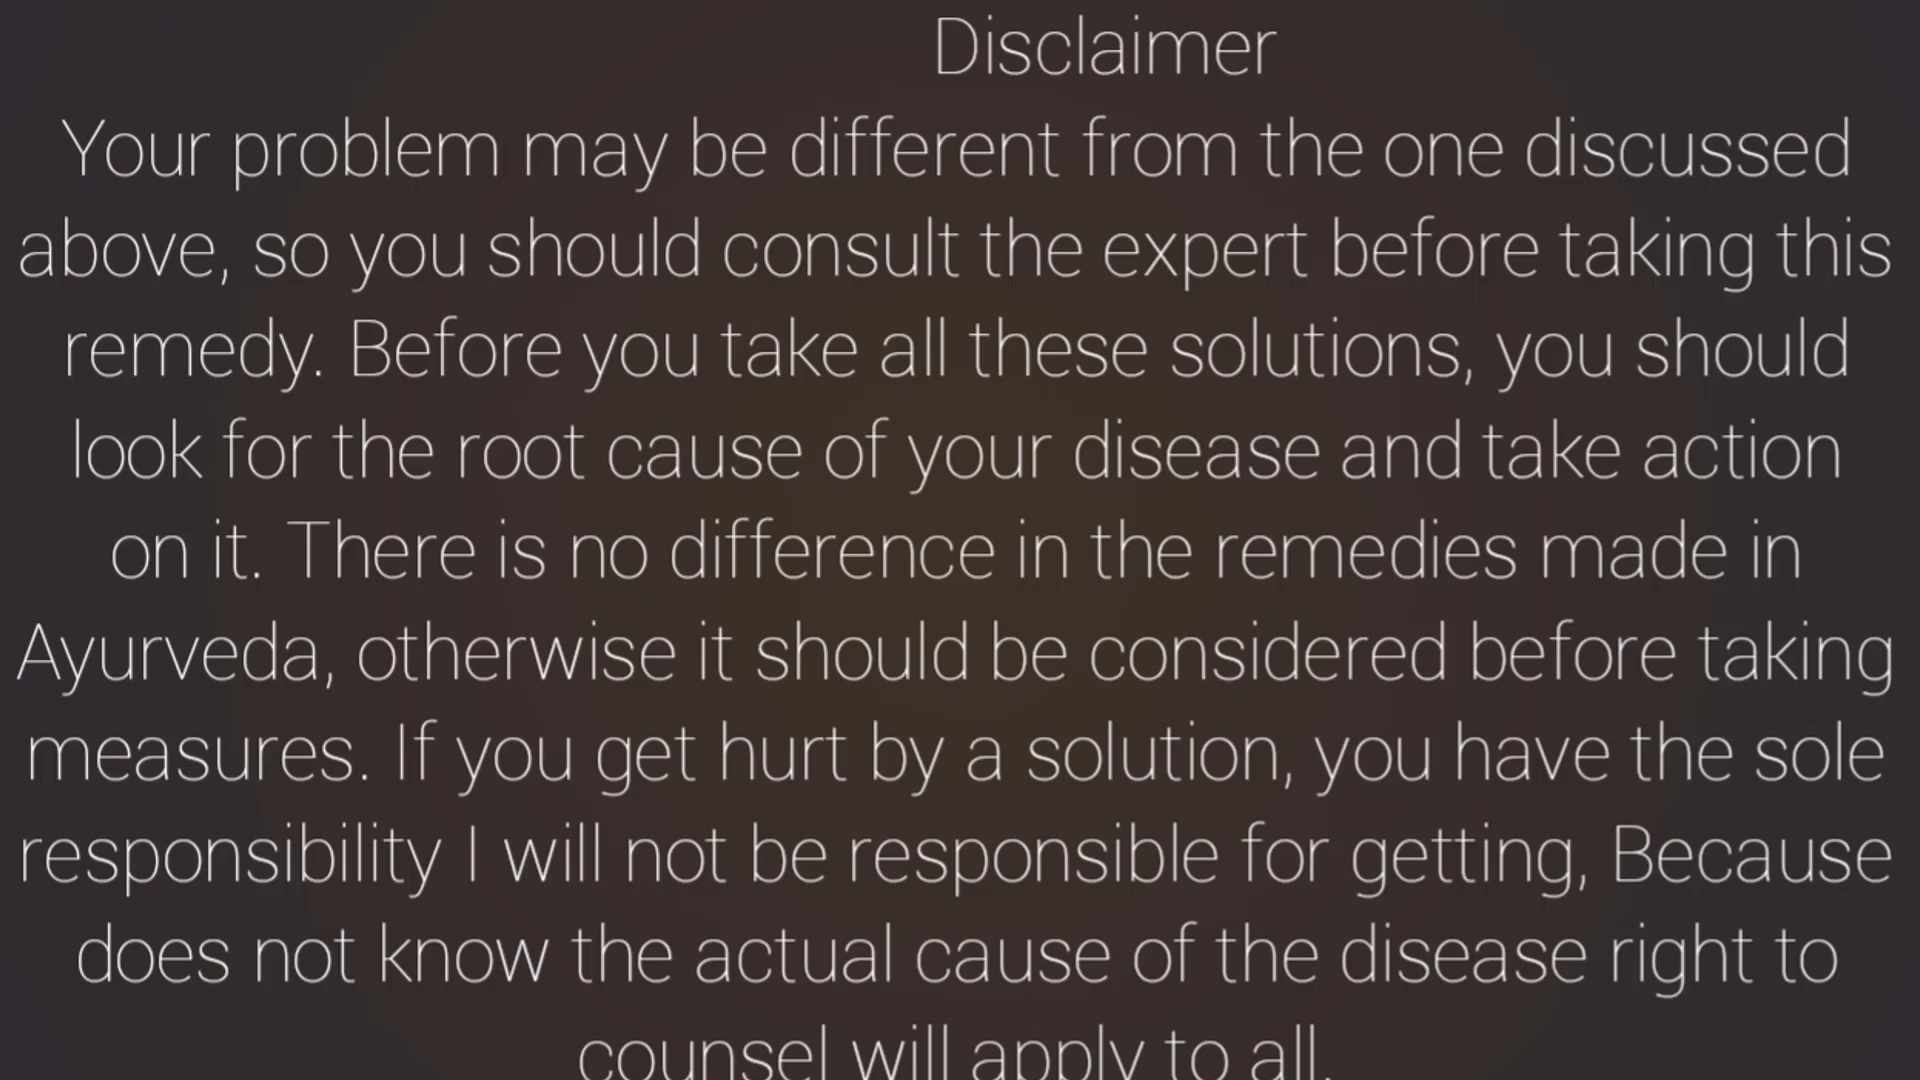 Disclaimer
Your problem may be different from the one discussed
above, so you should consult the expert before taking this
remedy. Before you take all these solutions, you should
look for the root cause of your disease and take action
on it. There is no difference in the remedies made in
Ayurveda, otherwise it should be considered before taking
measures. If you get hurt by a solution, you have the sole
responsibility I will not be responsible for getting, Because
does not know the actual cause of the disease right to
counsel will apply to all.